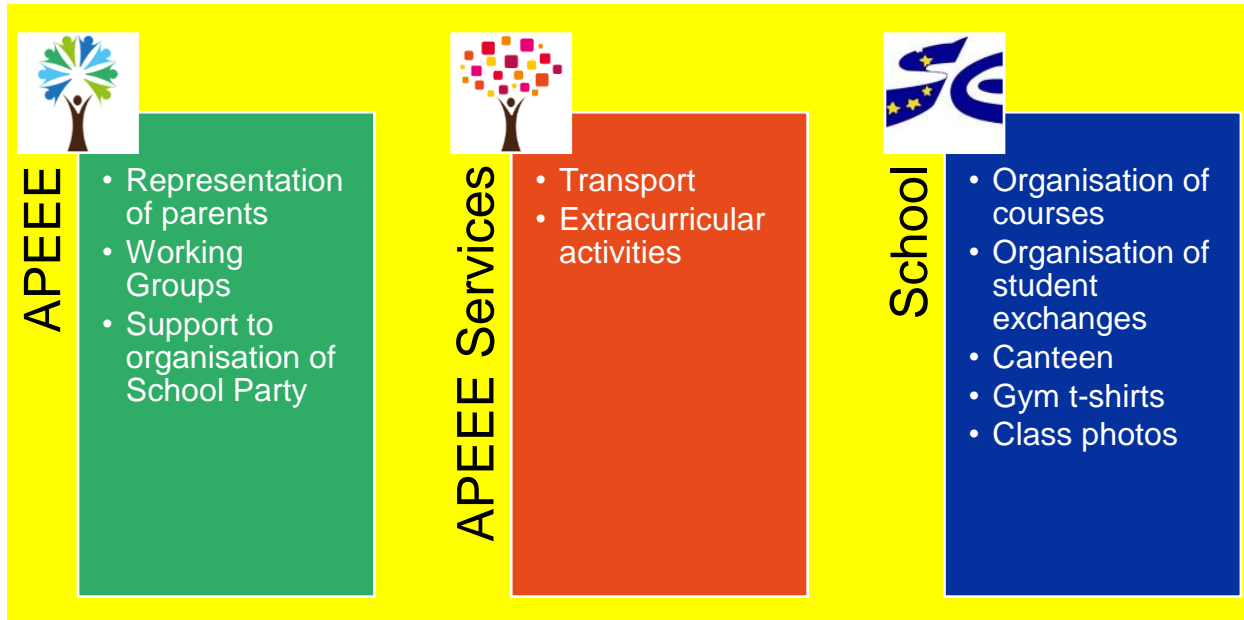 APEEE
• Representation
of parents
• Working
Groups
• Support to
organisation of
School Party
APEEE Services
• Transport
• Extracurricular
activities
School
• Organisation of
courses
• Organisation of
student
exchanges
• Canteen
• Gym t-shirts
• Class photos